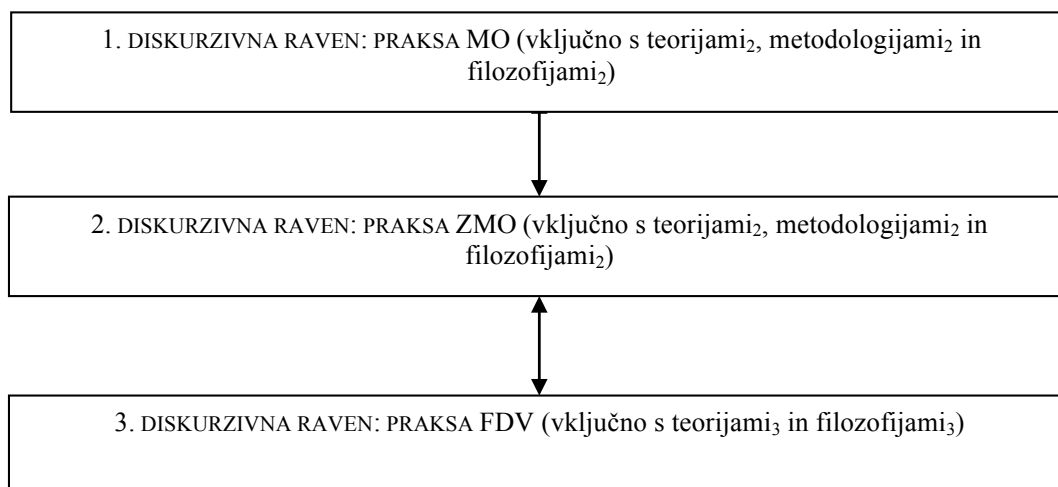 1. DISKURZIVNA RAVEN: PRAKSA MO (vključno s teorijami₂, metodologijami₂ in
filozofijami₂)
2. DISKURZIVNA RAVEN: PRAKSA ZMO (vključno s teorijami₂, metodologijami₂ in
filozofijami₂)
3. DISKURZIVNA RAVEN: PRAKSA FDV (vključno s teorijami₃ in filozofijami₃)